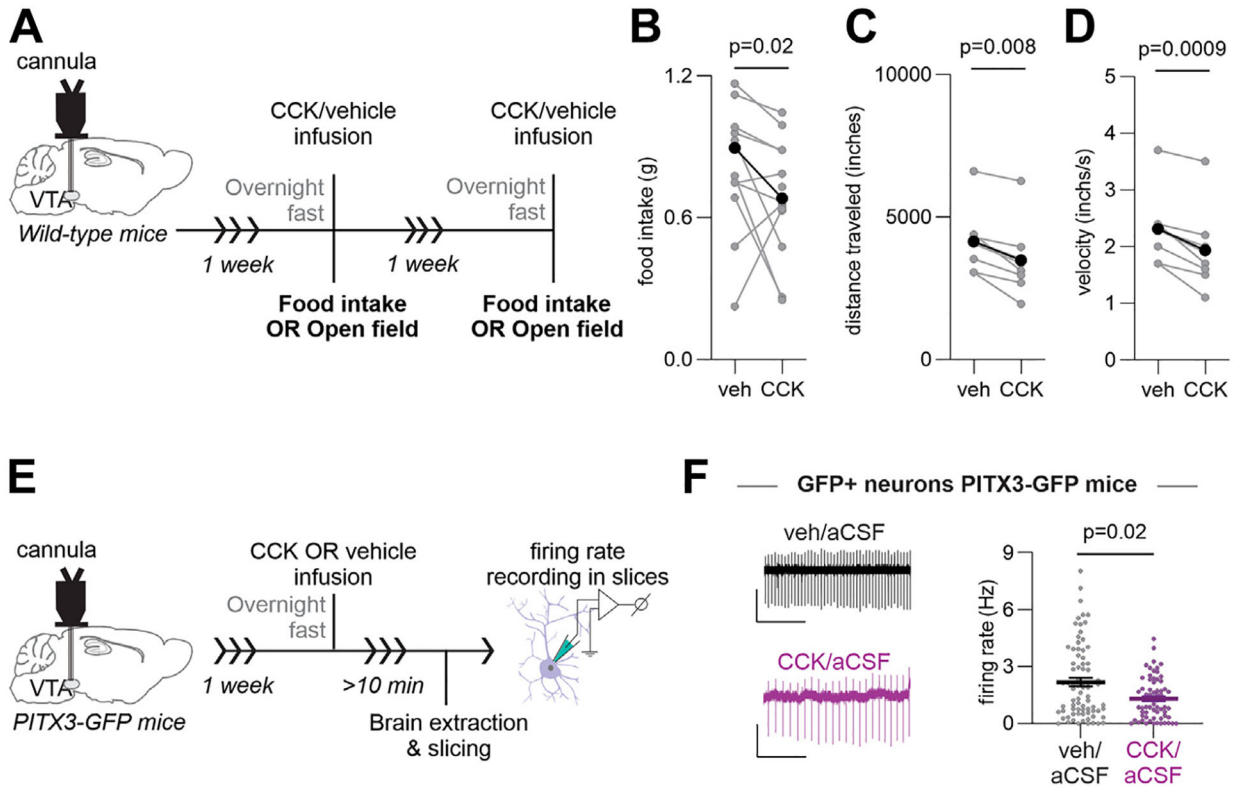 A
cannula
VTA
Wild-type mice
1 week
Overnight
fast
CCK/vehicle
infusion
Food intake
OR Open field
1 week
Overnight
fast
CCK/vehicle
infusion
Food intake
OR Open field
B
p=0.02
food intake (g)
1.2
0.6
0.0
veh CCK
C
p=0.008
distance traveled (inches)
10000
5000
0
veh CCK
D
p=0.0009
velocity (inchs/s)
5
4
3
2
1
0
veh CCK
E
cannula
VTA
PITX3-GFP mice
1 week
CCK OR vehicle
infusion
Overnight
fast
>10 min
Brain extraction
& slicing
firing rate
recording in slices
F
GFP+ neurons PITX3-GFP mice
veh/aCSF
CCK/aCSF
p=0.02
firing rate (Hz)
9
6
3
0
veh/
aCSF
CCK/
aCSF